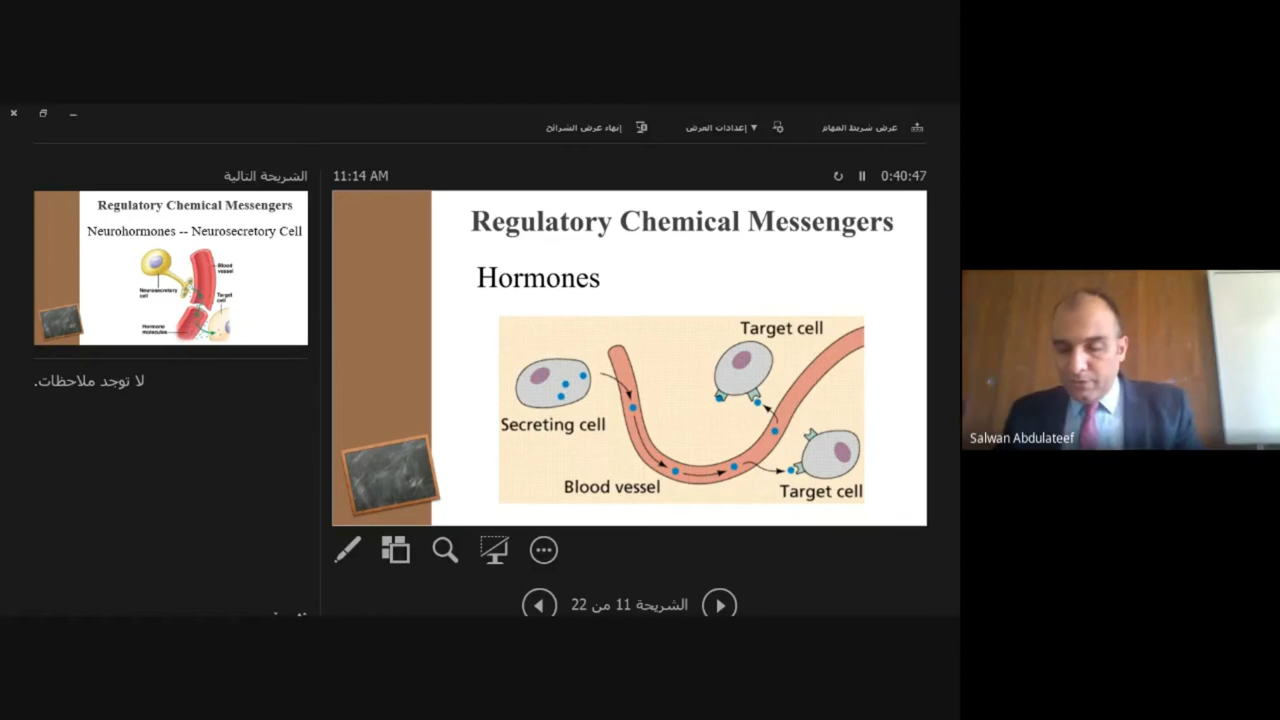 عرض شريط المهام
إعدادات العرض
إنهاء عرض الشرائح
الشريحة التالية
11:14 AM
0:40:47
Regulatory Chemical Messengers
Neurohormones -- Neurosecretory Cell
Blood vessel
Neurosecretory cell
Target cell
Hormone molecules
لا توجد ملاحظات.
Regulatory Chemical Messengers
Hormones
Target cell
Secreting cell
Blood vessel
Target cell
الشريحة 11 من 22
Salwan Abdulateef